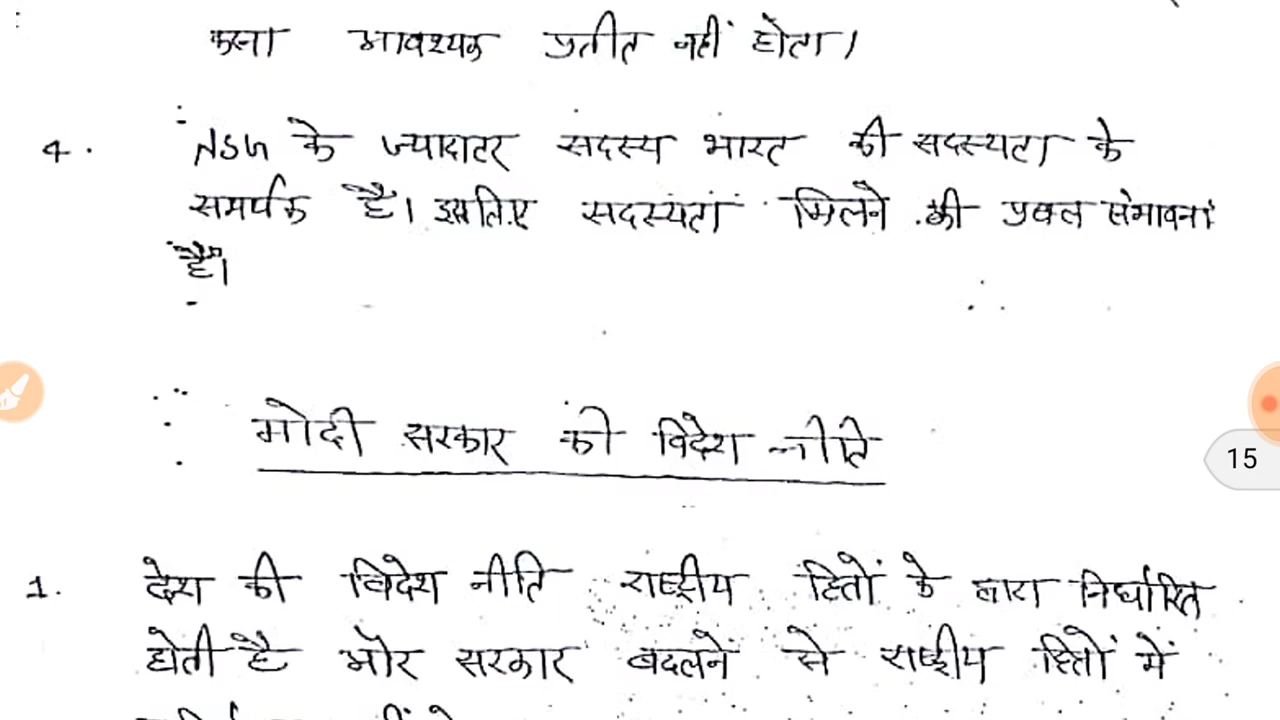 करना आवश्यक प्रतीत नहीं होता।
4. NSG के ज्यादातर सदस्य भारत की सदस्यता के
समर्थक है। इसलिए सदस्यता मिलने की प्रबल संभावना
है।
मोदी सरकार की विदेश नीति
15
1. देश की विदेश नीति राष्ट्रीय हितों के द्वारा निर्धारित
होती है और सरकार बदलने से राष्ट्रीय हितों में